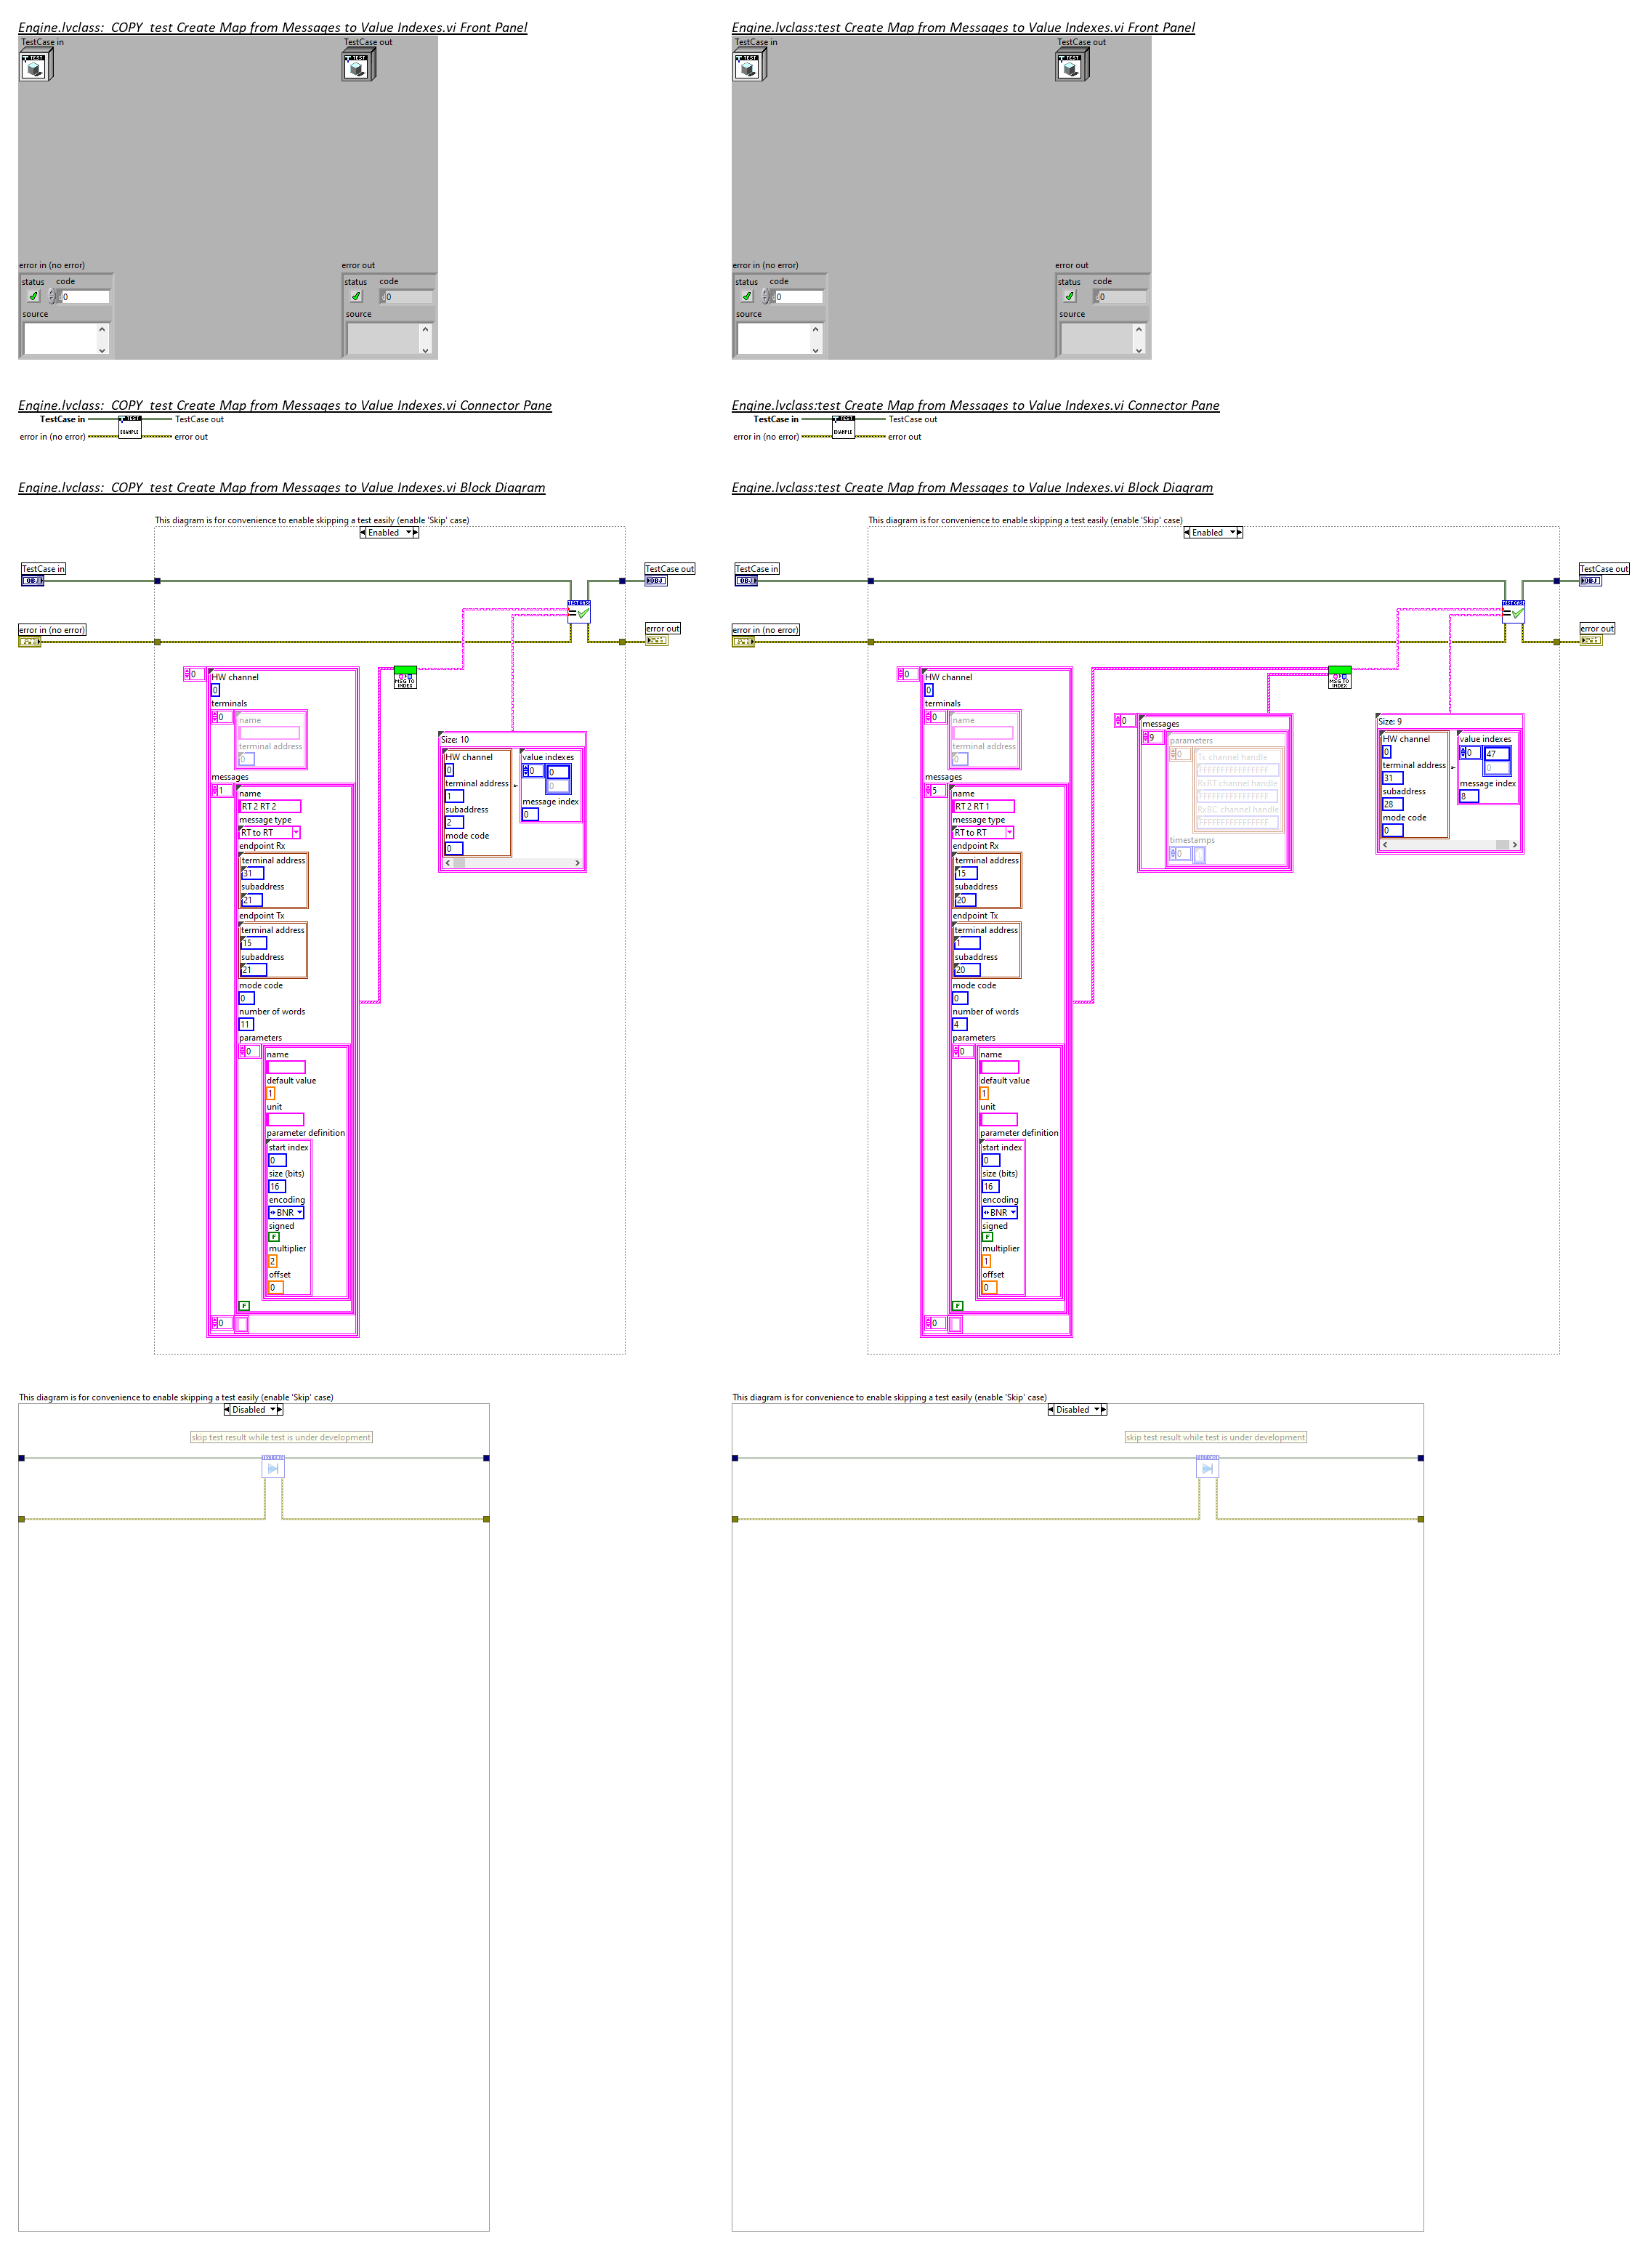 Engine.lvclass:  COPY  test Create Map from Messages to Value Indexes.vi Front Panel
TestCase in
TestCase out
TEST
TEST
error in (no error)
status
code
0
source
error out
status
code
0
source
Engine.lvclass:  COPY  test Create Map from Messages to Value Indexes.vi Connector Pane
TestCase in
TestCase out
error in (no error)
error out
TEST
EXAMPLE
Engine.lvclass:  COPY  test Create Map from Messages to Value Indexes.vi Block Diagram
This diagram is for convenience to enable skipping a test easily (enable 'Skip' case)
Enabled
TestCase in
OBJ
TestCase out
OBJ
error in (no error)
error out
0
HW channel
0
terminals
0
name
terminal address
0
messages
1
name
RT 2 RT 2
message type
RT to RT
endpoint Rx
terminal address
31
subaddress
21
endpoint Tx
terminal address
15
subaddress
21
mode code
0
number of words
11
parameters
0
name
default value
1
unit
parameter definition
start index
0
size (bits)
16
encoding
BNR
signed
F
multiplier
2
offset
0
F
0
MSG TO
INDEX
Size: 10
HW channel
0
terminal address
1
subaddress
2
mode code
0
value indexes
0
0
0
message index
0
This diagram is for convenience to enable skipping a test easily (enable 'Skip' case)
Disabled
skip test result while test is under development
Engine.lvclass:test Create Map from Messages to Value Indexes.vi Front Panel
TestCase in
TestCase out
TEST
TEST
error in (no error)
status
code
0
source
error out
status
code
0
source
Engine.lvclass:test Create Map from Messages to Value Indexes.vi Connector Pane
TestCase in
TestCase out
error in (no error)
error out
TEST
EXAMPLE
Engine.lvclass:test Create Map from Messages to Value Indexes.vi Block Diagram
This diagram is for convenience to enable skipping a test easily (enable 'Skip' case)
Enabled
TestCase in
OBJ
TestCase out
OBJ
error in (no error)
error out
0
HW channel
0
terminals
0
name
terminal address
0
messages
5
name
RT 2 RT 1
message type
RT to RT
endpoint Rx
terminal address
15
subaddress
20
endpoint Tx
terminal address
1
subaddress
20
mode code
0
number of words
4
parameters
0
name
default value
1
unit
parameter definition
start index
0
size (bits)
16
encoding
BNR
signed
F
multiplier
1
offset
0
F
0
MSG TO
INDEX
0
messages
9
parameters
0
Tx channel handle
FFFFFFFFFFFFFFFF
RxRT channel handle
FFFFFFFFFFFFFFFF
RxBC channel handle
FFFFFFFFFFFFFFFF
timestamps
0
Size: 9
HW channel
0
terminal address
31
subaddress
28
mode code
0
value indexes
0
47
0
message index
8
This diagram is for convenience to enable skipping a test easily (enable 'Skip' case)
Disabled
skip test result while test is under development